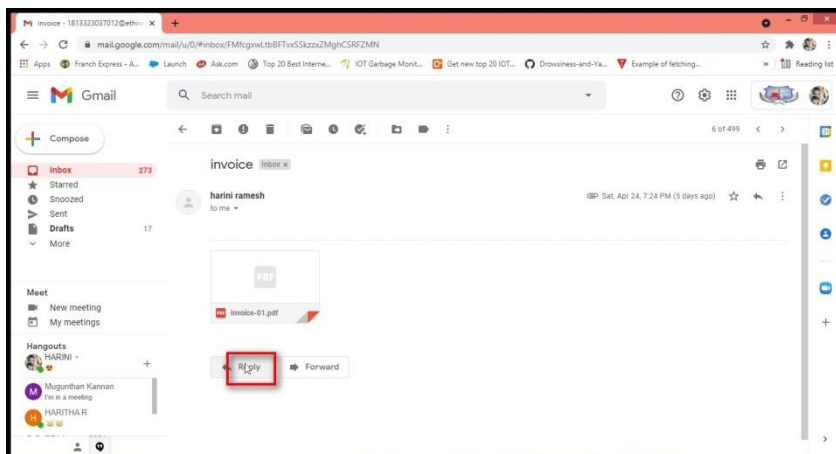 invoice - 1813323037012@ethir
mail.google.com/mail/u/0/#inbox/FMfcgxwLtbBFTvxSSkzzxZMghCSRFZMN
Apps Franch Express - A... Launch Ask.com Top 20 Best Interne... IOT Garbage Monit... Get new top 20 IOT... Drowsiness-and-Ya... Example of fetching... » Reading list
Gmail Search mail
Compose 6 of 499
Inbox 273
Starred
Snoozed
Sent
Drafts 17
More
invoice Inbox x
harini ramesh Sat, Apr 24, 7:24 PM (5 days ago)
to me
PDF
PDF invoice-01.pdf
Reply Forward
Meet
New meeting
My meetings
Hangouts
HARINI
M Mugunthan Kannan
I'm in a meeting
H HARITHA R